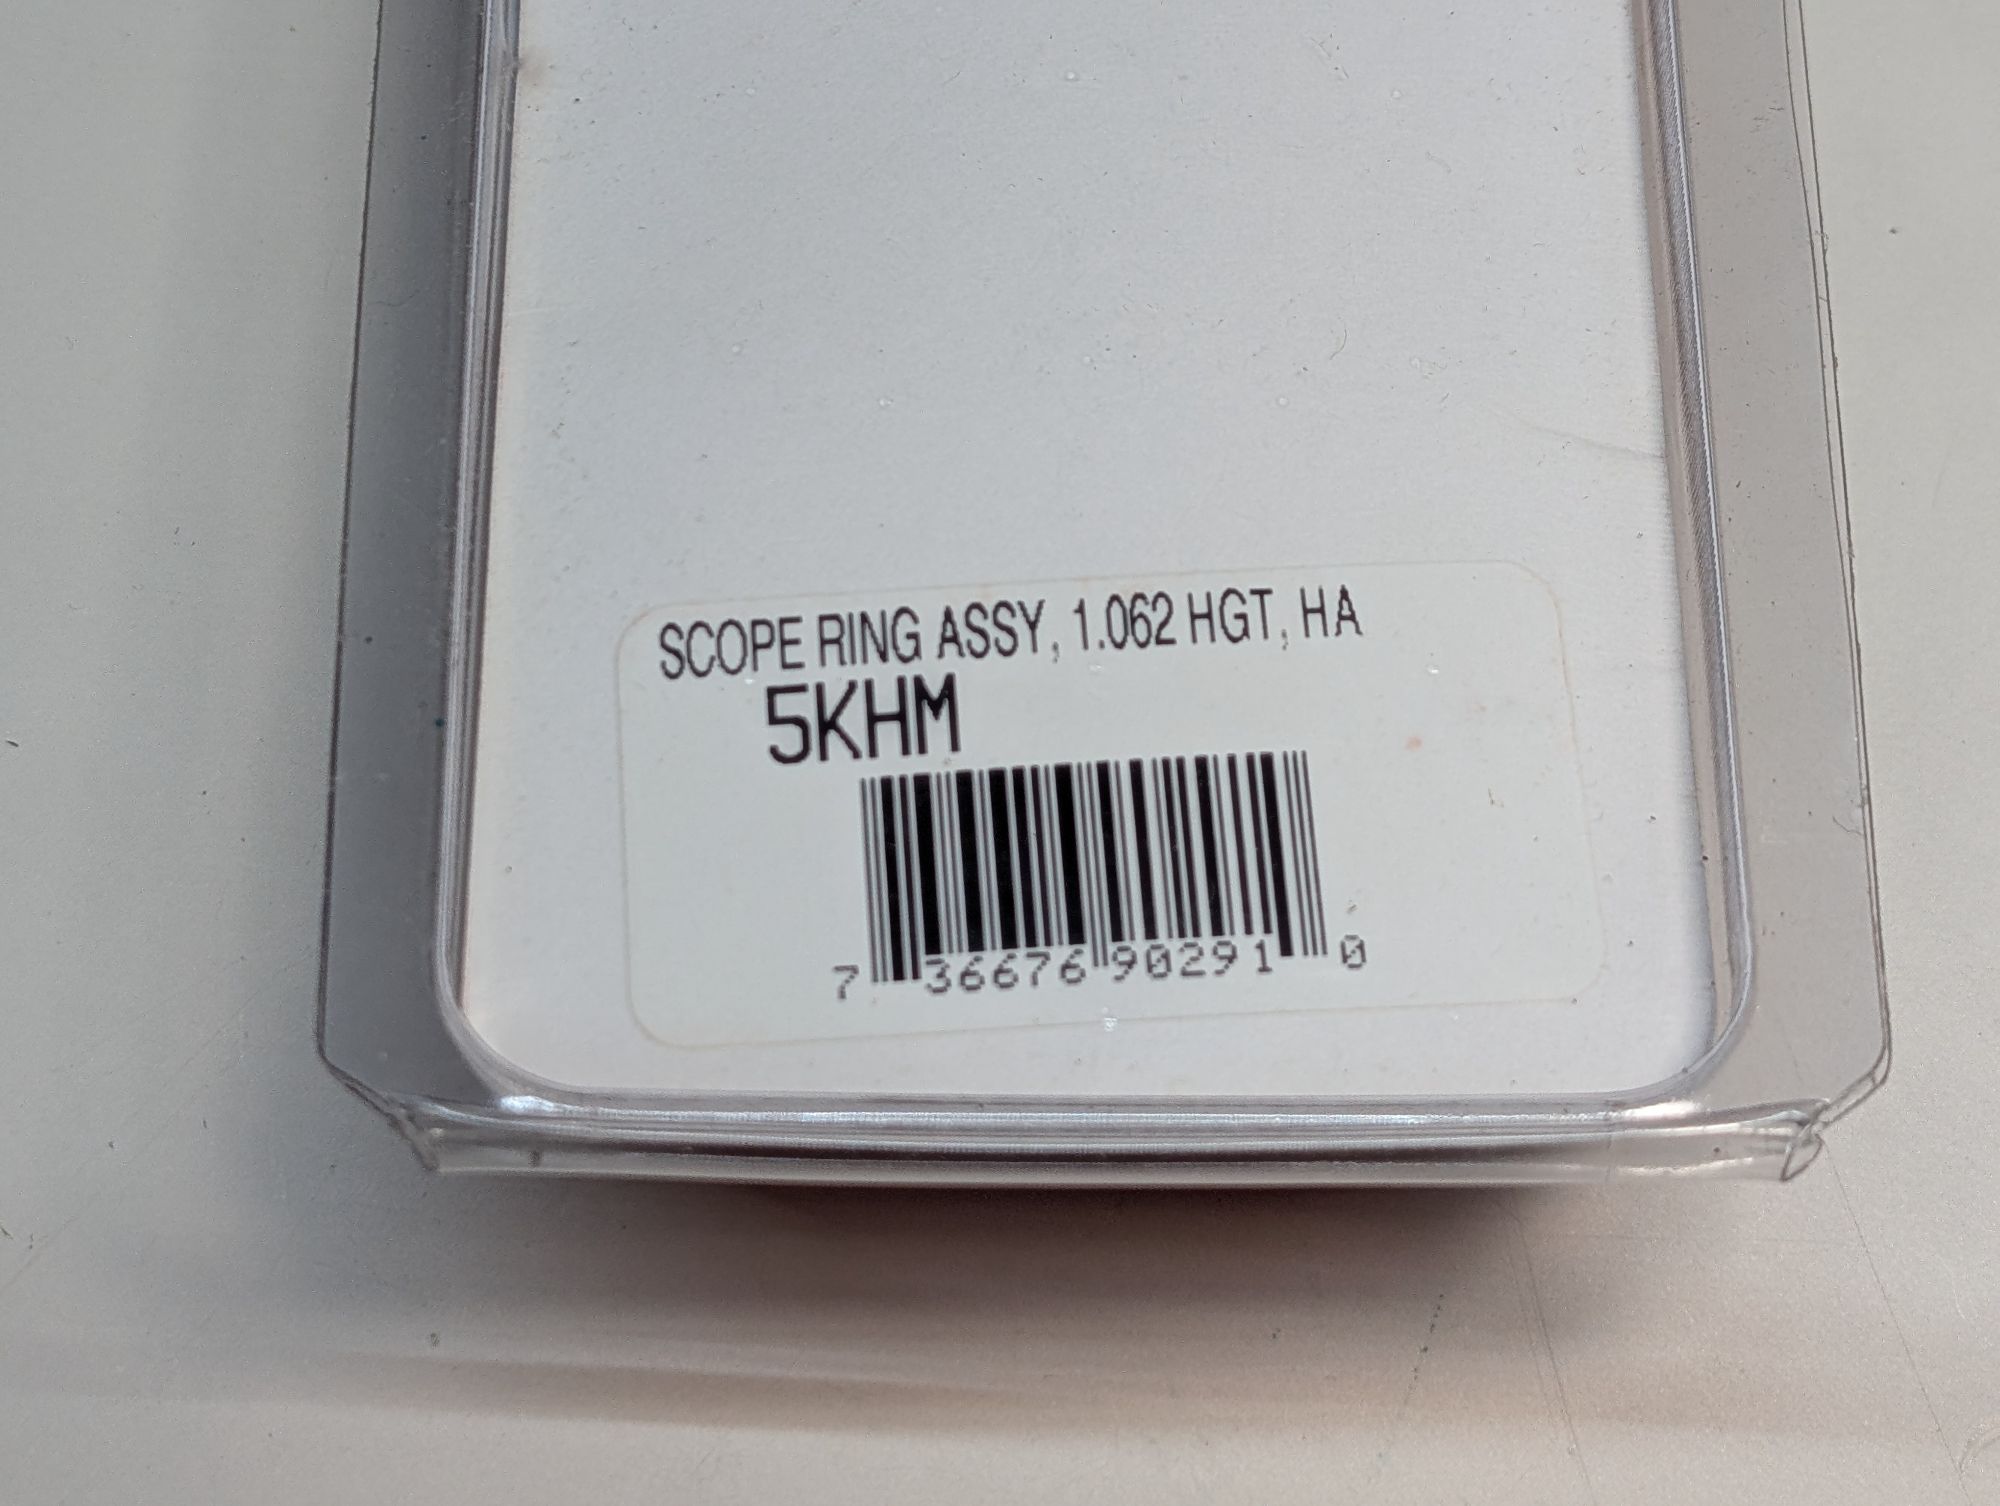 SCOPE RING ASSY, 1.062 HGT, HA
5KHM
7 36676 90291 0